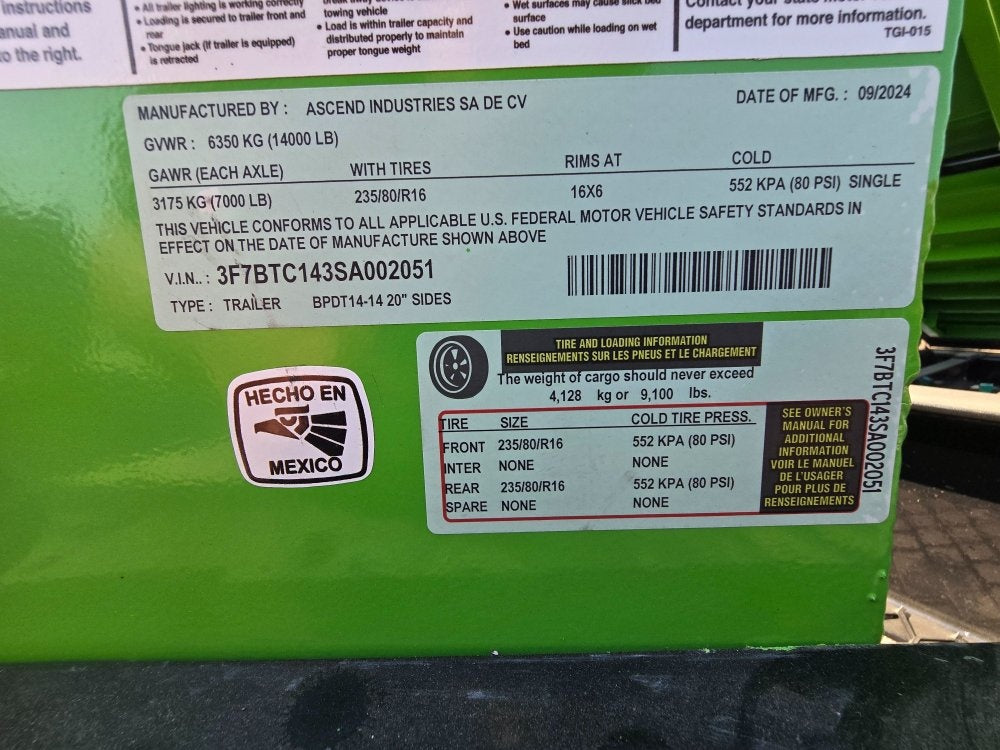 instructions
anual and
to the right.
• All trailer lighting is working correctly
• Loading is secured to trailer front and
rear
• Tongue jack (if trailer is equipped)
is retracted
towing vehicle
• Load is within trailer capacity and
distributed properly to maintain
proper tongue weight
• Wet surfaces may cause slick bed
surface
• Use caution while loading on wet
bed
Contact your state motor
department for more information.
TGI-015
MANUFACTURED BY : ASCEND INDUSTRIES SA DE CV
DATE OF MFG. : 09/2024
GVWR : 6350 KG (14000 LB)
GAWR (EACH AXLE) WITH TIRES RIMS AT COLD
3175 KG (7000 LB) 235/80/R16 16X6 552 KPA (80 PSI) SINGLE
THIS VEHICLE CONFORMS TO ALL APPLICABLE U.S. FEDERAL MOTOR VEHICLE SAFETY STANDARDS IN
EFFECT ON THE DATE OF MANUFACTURE SHOWN ABOVE
V.I.N.. : 3F7BTC143SA002051
TYPE : TRAILER BPDT14-14 20" SIDES
HECHO EN
MEXICO
TIRE AND LOADING INFORMATION
RENSEIGNEMENTS SUR LES PNEUS ET LE CHARGEMENT
The weight of cargo should never exceed
4,128 kg or 9,100 lbs.
TIRE SIZE COLD TIRE PRESS.
FRONT 235/80/R16 552 KPA (80 PSI)
INTER NONE NONE
REAR 235/80/R16 552 KPA (80 PSI)
SPARE NONE NONE
SEE OWNER'S
MANUAL FOR
ADDITIONAL
INFORMATION
VOIR LE MANUEL
DE L'USAGER
POUR PLUS DE
RENSEIGNEMENTS
3F7BTC143SA002051